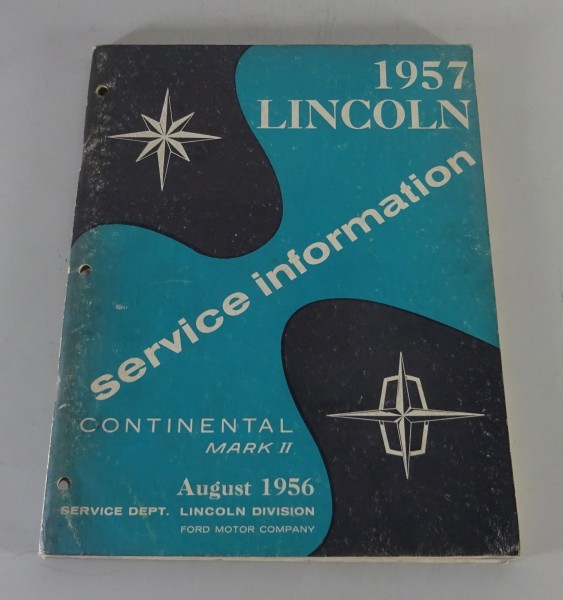 1957
LINCOLN
service information
CONTINENTAL
MARK II
August 1956
SERVICE DEPT. LINCOLN DIVISION
FORD MOTOR COMPANY